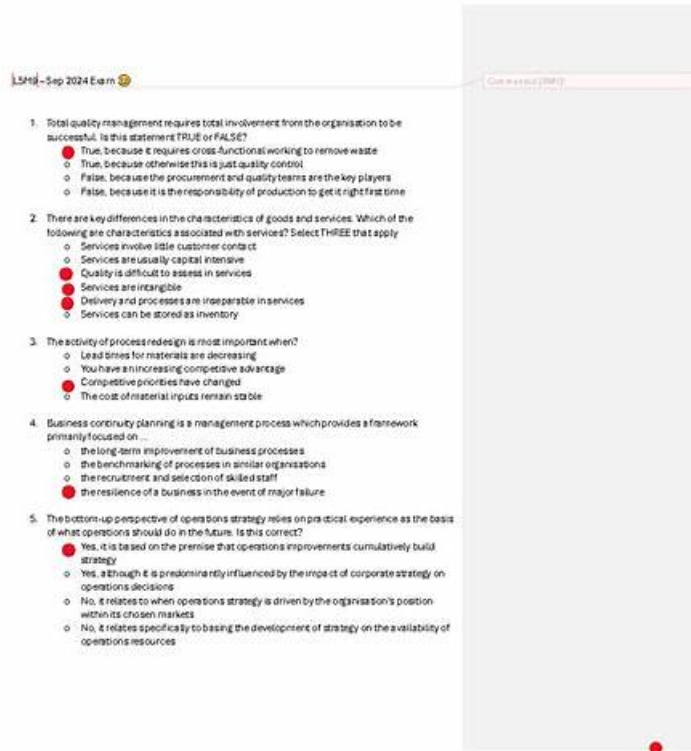 L5M9 – Sep 2024 Exam
1. Total quality management requires total involvement from the organisation to be
successful. Is this statement TRUE or FALSE?
True, because it requires cross-functional working to remove waste
o True, because otherwise this is just quality control
o False, because the procurement and quality teams are the key players
o False, because it is the responsibility of production to get it right first time
2. There are key differences in the characteristics of goods and services. Which of the
following are characteristics associated with services? Select THREE that apply
o Services involve little customer contact
o Services are usually capital intensive
Quality is difficult to assess in services
Services are intangible
Delivery and processes are inseparable in services
o Services can be stored as inventory
3. The activity of process redesign is most important when?
o Lead times for materials are decreasing
o You have an increasing competitive advantage
Competitive priorities have changed
o The cost of material inputs remain stable
4. Business continuity planning is a management process which provides a framework
primarily focused on ...
o the long-term improvement of business processes
o the benchmarking of processes in similar organisations
o the recruitment and selection of skilled staff
the resilience of a business in the event of major failure
5. The bottom-up perspective of operations strategy relies on practical experience as the basis
of what operations should do in the future. Is this correct?
Yes, it is based on the premise that operations improvements cumulatively build
strategy
o Yes, although it is predominantly influenced by the impact of corporate strategy on
operations decisions
o No, it relates to when operations strategy is driven by the organisation's position
within its chosen markets
o No, it relates specifically to basing the development of strategy on the availability of
operations resources